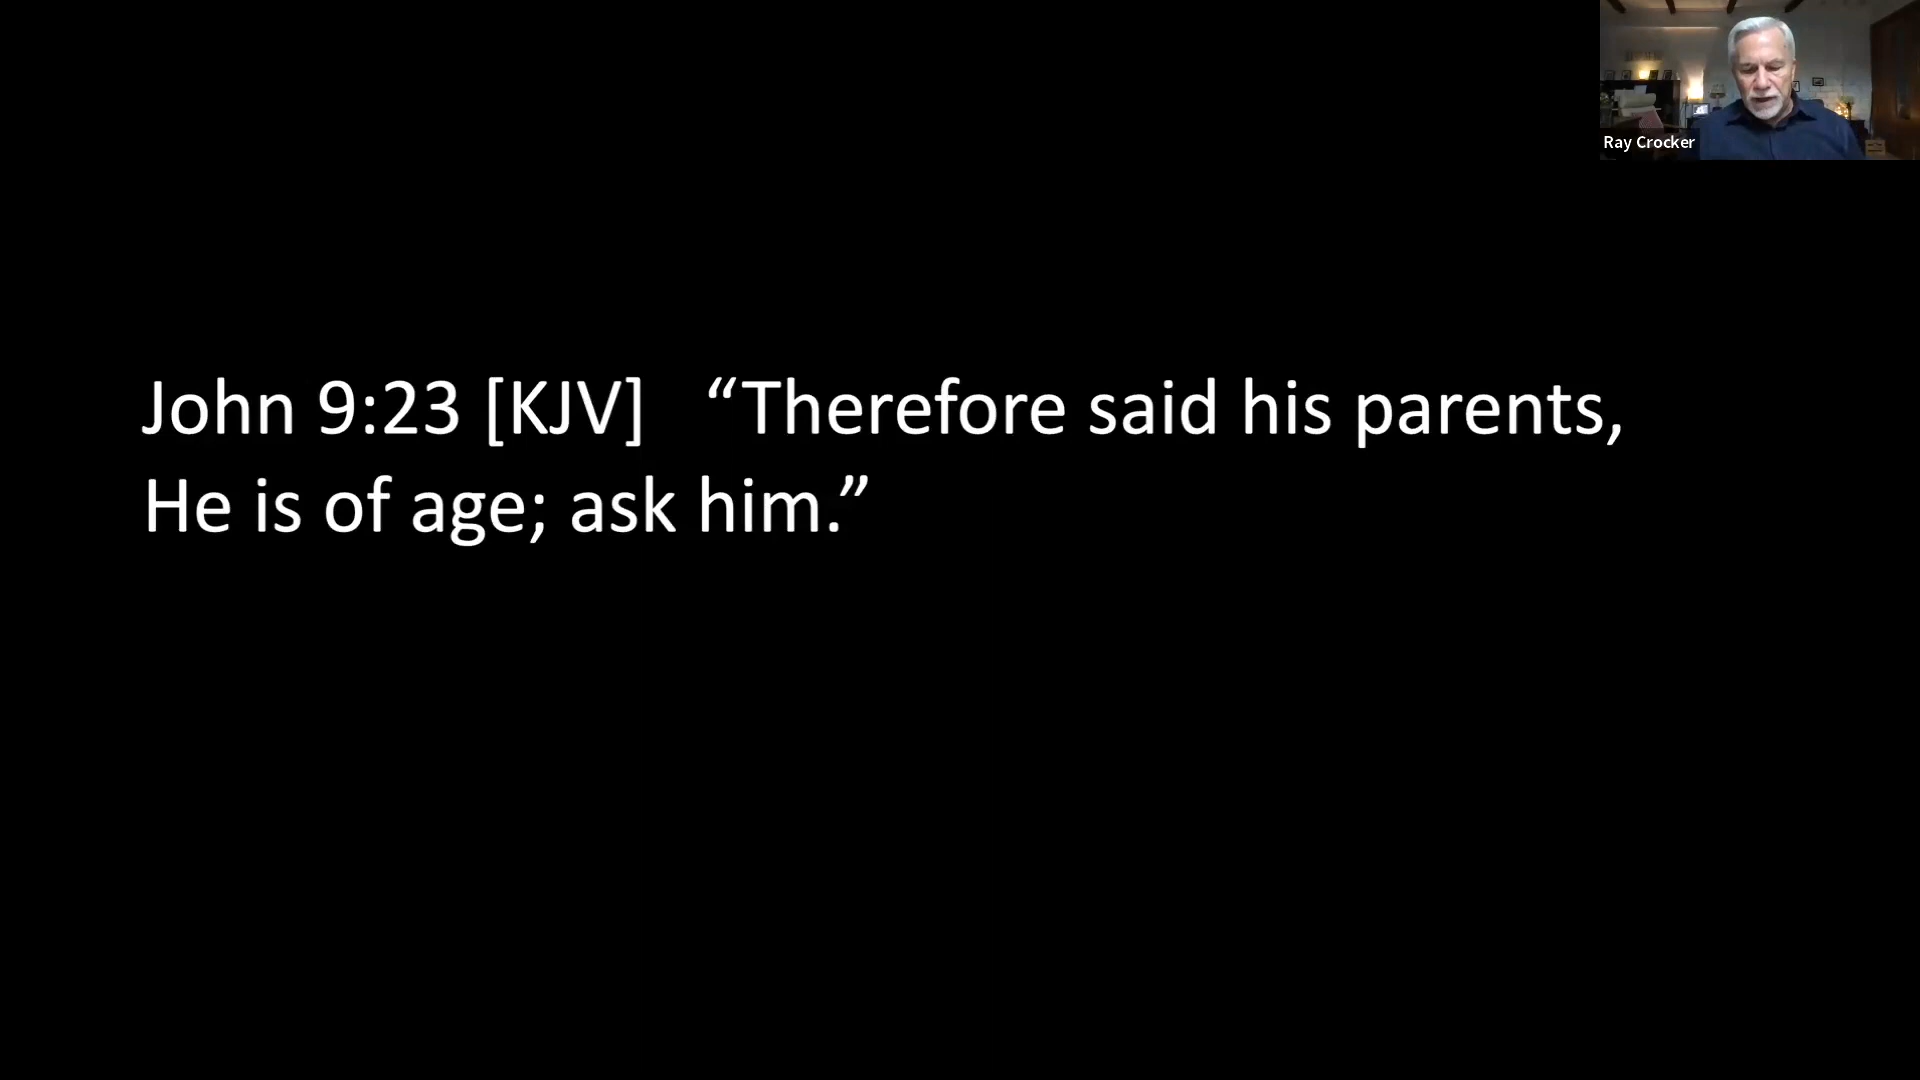 Ray Crocker
John 9:23 [KJV]   “Therefore said his parents,
He is of age; ask him.”